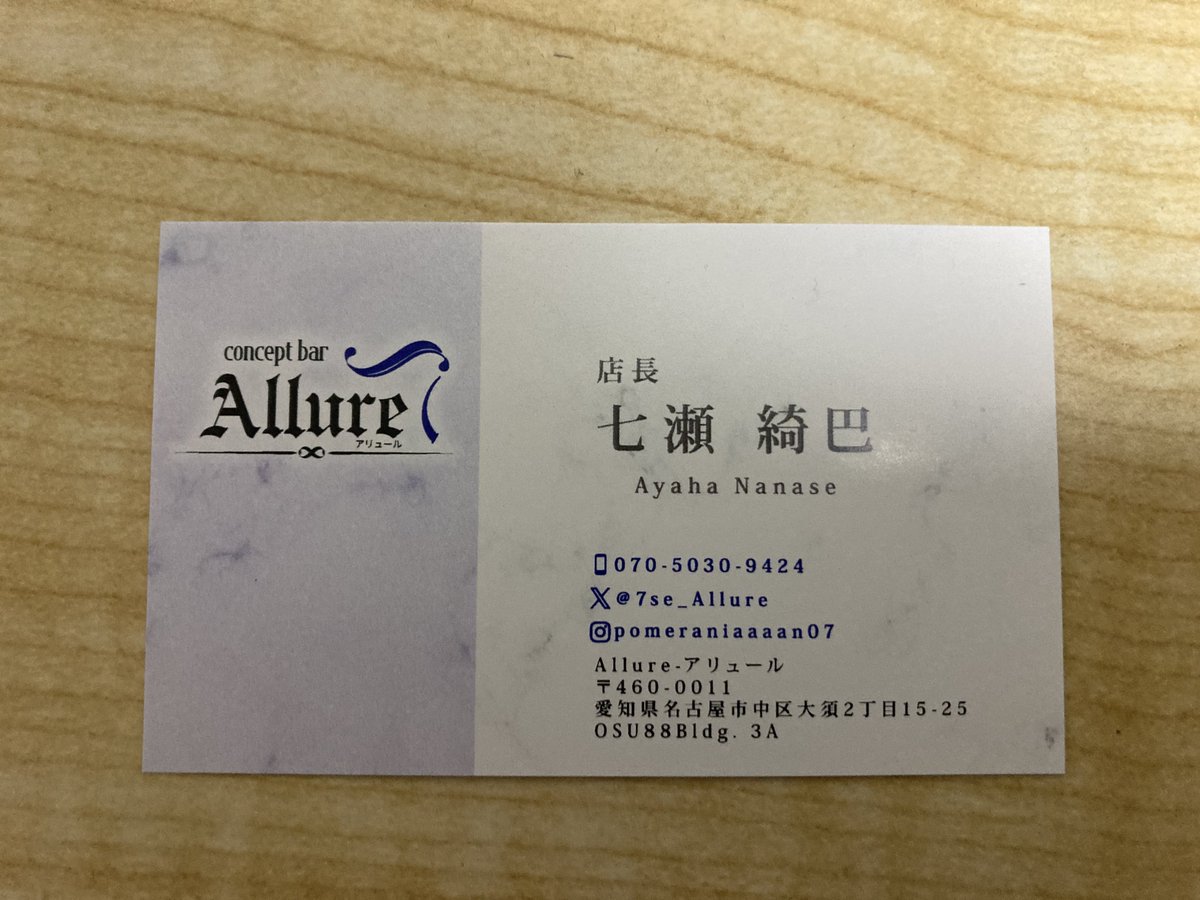 concept bar
Allure
アリュール
店長
七瀬 綺巴
Ayaha Nanase
070-5030-9424
@7se_Allure
pomeraniaaaan07
Allure-アリュール
〒460-0011
愛知県名古屋市中区大須2丁目15-25
OSU88Bldg. 3A